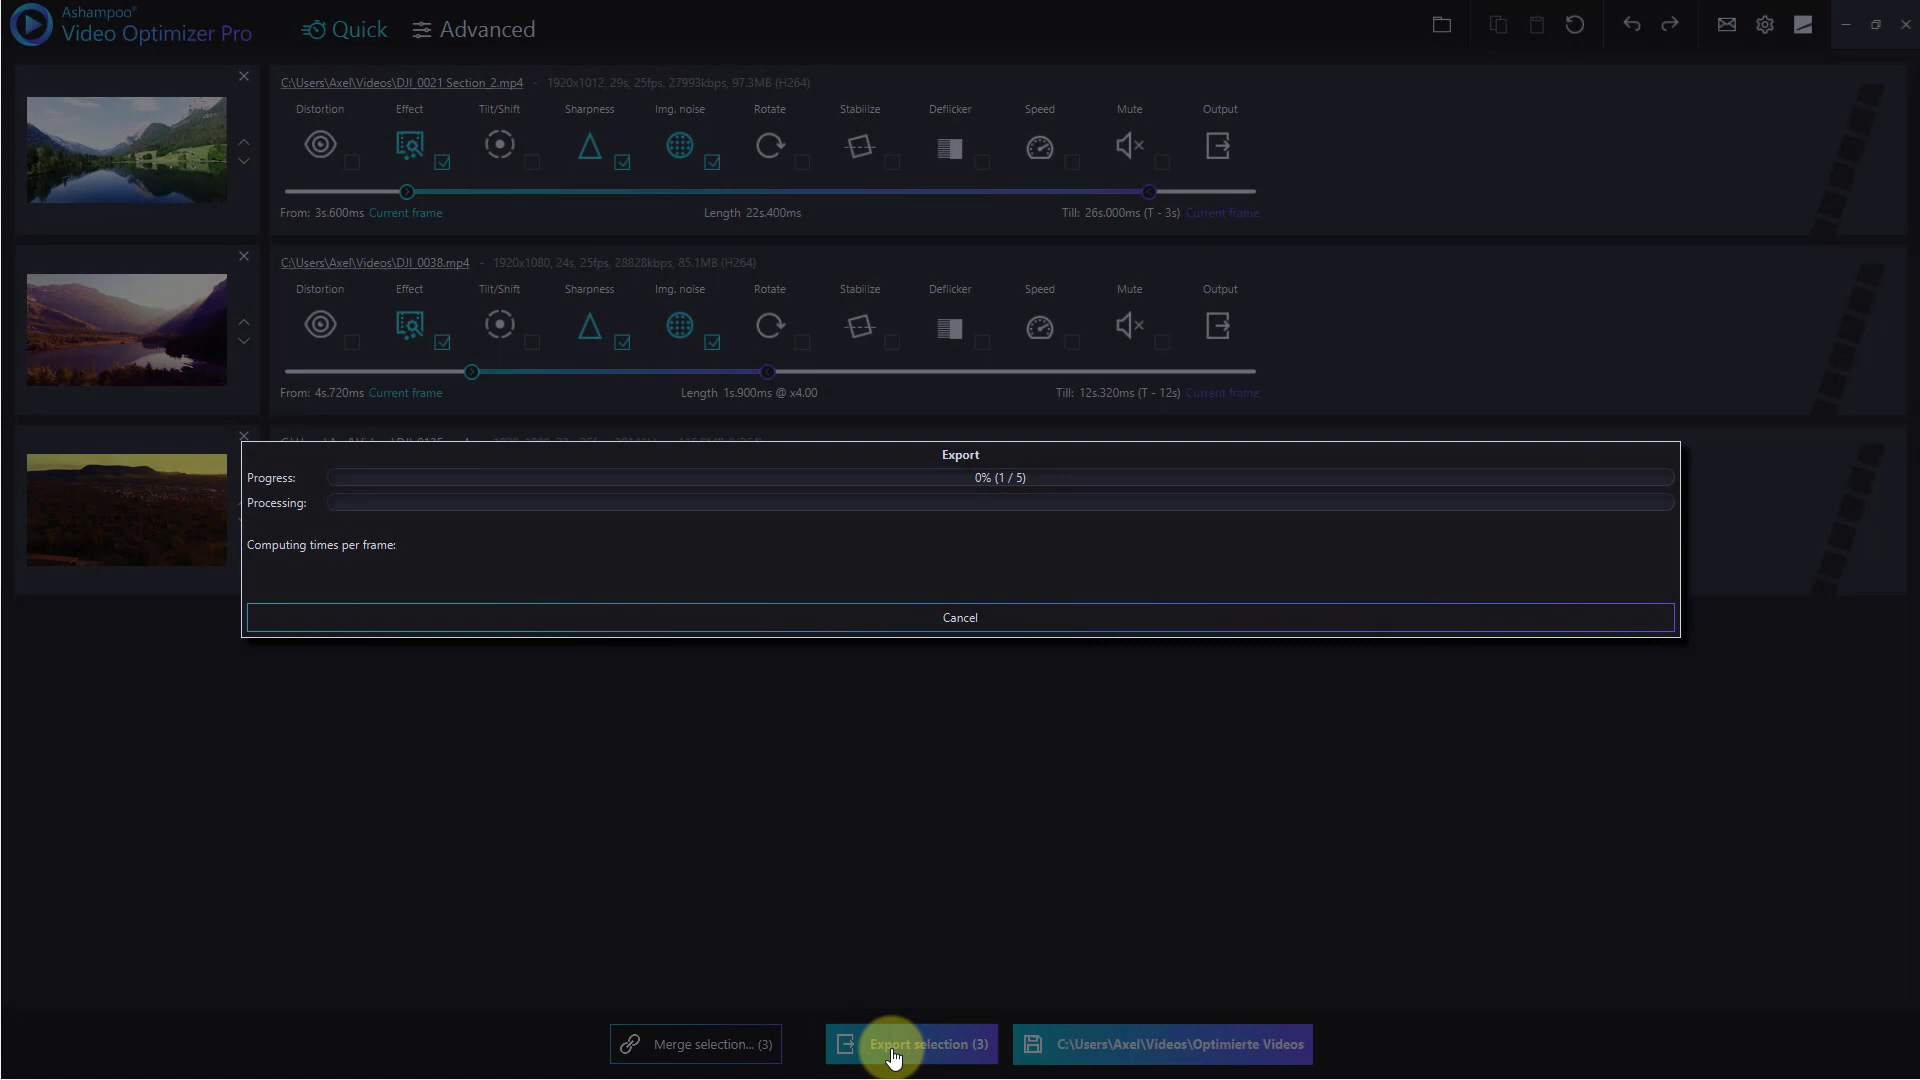 Ashampoo®
Video Optimizer Pro
Quick
Advanced
C:\Users\Axel\Videos\DJI_0021 Section_2.mp4 - 1920x1012, 29s, 25fps, 27993kbps, 97.3MB (H264)
Distortion Effect Tilt/Shift Sharpness Img. noise Rotate Stabilize Deflicker Speed Mute Output
From: 3s.600ms Current frame Length 22s.400ms Till: 26s.000ms (T - 3s) Current frame
C:\Users\Axel\Videos\DJI_0038.mp4 - 1920x1080, 24s, 25fps, 28828kbps, 85.1MB (H264)
Distortion Effect Tilt/Shift Sharpness Img. noise Rotate Stabilize Deflicker Speed Mute Output
From: 4s.720ms Current frame Length 1s.900ms @ x4.00 Till: 12s.320ms (T - 12s) Current frame
Export
Progress: 0% (1 / 5)
Processing:
Computing times per frame:
Cancel
Merge selection... (3)
Export selection (3)
C:\Users\Axel\Videos\Optimierte Videos